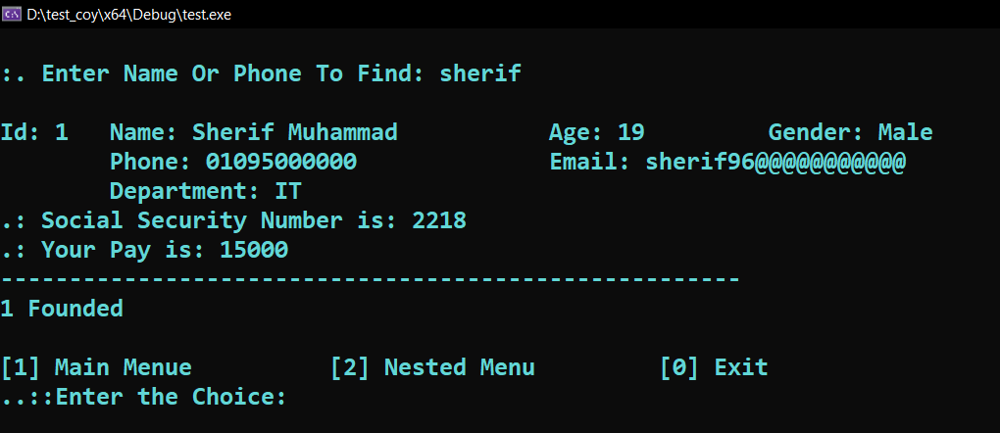 D:\test_coy\x64\Debug\test.exe
:. Enter Name Or Phone To Find: sherif
Id: 1   Name: Sherif Muhammad           Age: 19         Gender: Male
        Phone: 01095000000              Email: sherif96@@@@@@@@@@@
        Department: IT
.: Social Security Number is: 2218
.: Your Pay is: 15000
------------------------------------------------------
1 Founded
[1] Main Menue          [2] Nested Menu         [0] Exit
..::Enter the Choice: